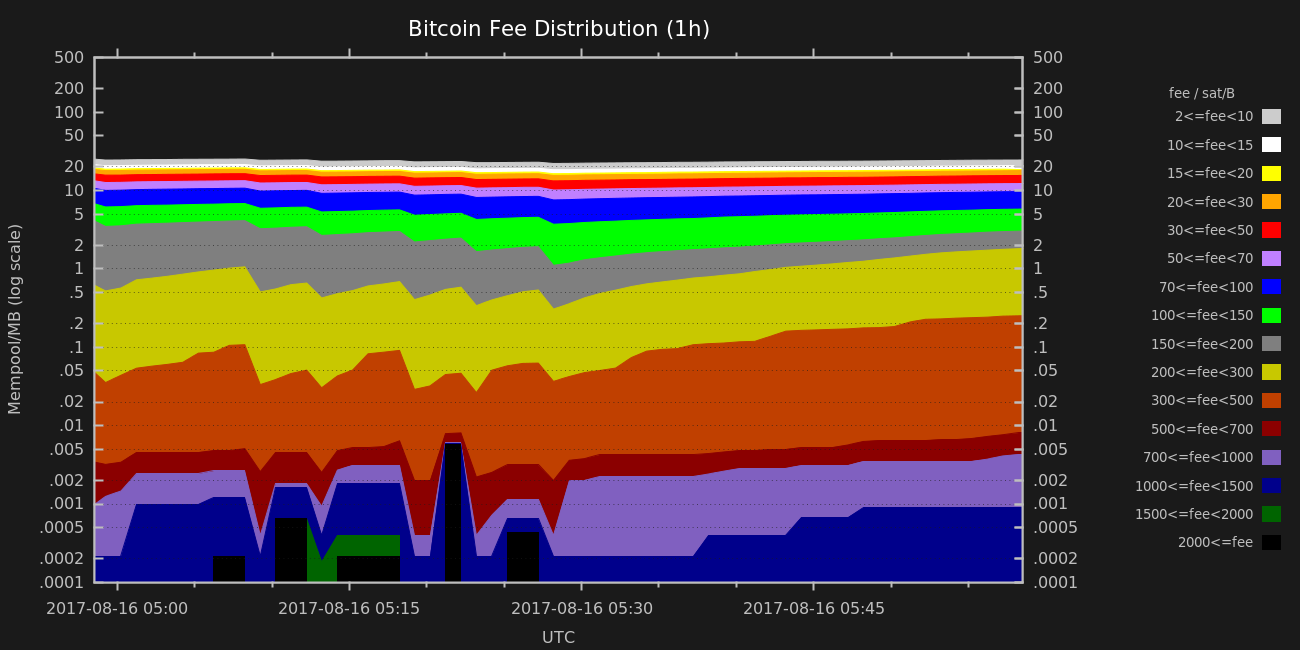 Bitcoin Fee Distribution (1h)
500
200
100
50
20
10
5
2
1
.5
.2
.1
.05
.02
.01
.005
.002
.001
.0005
.0002
.0001
Mempool/MB (log scale)
500
200
100
50
20
10
5
2
1
.5
.2
.1
.05
.02
.01
.005
.002
.001
.0005
.0002
.0001
2017-08-16 05:00 2017-08-16 05:15 2017-08-16 05:30 2017-08-16 05:45
UTC
fee / sat/B
2<=fee<10
10<=fee<15
15<=fee<20
20<=fee<30
30<=fee<50
50<=fee<70
70<=fee<100
100<=fee<150
150<=fee<200
200<=fee<300
300<=fee<500
500<=fee<700
700<=fee<1000
1000<=fee<1500
1500<=fee<2000
2000<=fee